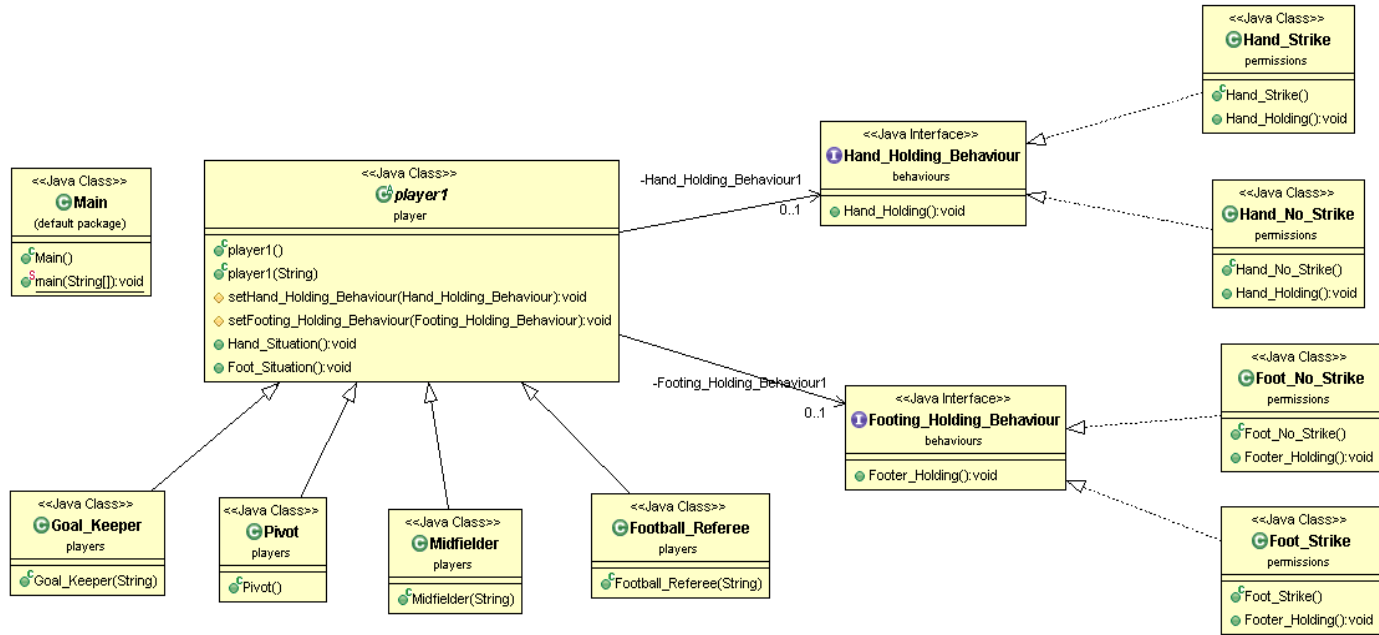 <<Java Class>>
Main
(default package)
Main()
main(String[]):void
<<Java Class>>
player1
player
player1()
player1(String)
setHand_Holding_Behaviour(Hand_Holding_Behaviour):void
setFooting_Holding_Behaviour(Footing_Holding_Behaviour):void
Hand_Situation():void
Foot_Situation():void
-Hand_Holding_Behaviour1
0..1
<<Java Interface>>
Hand_Holding_Behaviour
behaviours
Hand_Holding():void
<<Java Class>>
Hand_Strike
permissions
Hand_Strike()
Hand_Holding():void
<<Java Class>>
Hand_No_Strike
permissions
Hand_No_Strike()
Hand_Holding():void
-Footing_Holding_Behaviour1
0..1
<<Java Interface>>
Footing_Holding_Behaviour
behaviours
Footer_Holding():void
<<Java Class>>
Foot_No_Strike
permissions
Foot_No_Strike()
Footer_Holding():void
<<Java Class>>
Foot_Strike
permissions
Foot_Strike()
Footer_Holding():void
<<Java Class>>
Goal_Keeper
players
Goal_Keeper(String)
<<Java Class>>
Pivot
players
Pivot()
<<Java Class>>
Midfielder
players
Midfielder(String)
<<Java Class>>
Football_Referee
players
Football_Referee(String)